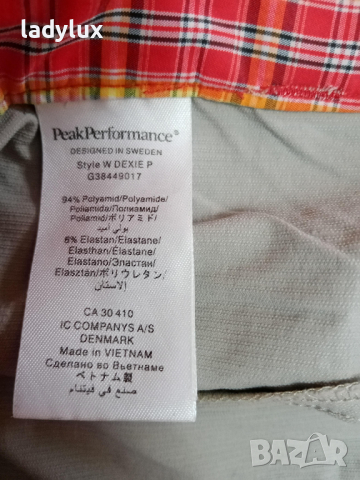 ladylux
PeakPerformance®
DESIGNED IN SWEDEN
Style W DEXIE P
G38449017
94% Polyamid/Polyamide/
Poliamida/Полиамид/
Poliamid/ポリアミド/
بولي أميد
6% Elastan/Elastane/
Elasthan/Elastane/
Elastano/Эластан/
Elasztán/ポリウレタン/
الاستان
CA 30 410
IC COMPANYS A/S
DENMARK
Made in VIETNAM
Сделано во Вьетнаме
ベトナム製
صنع في فيتنام
BAZAR